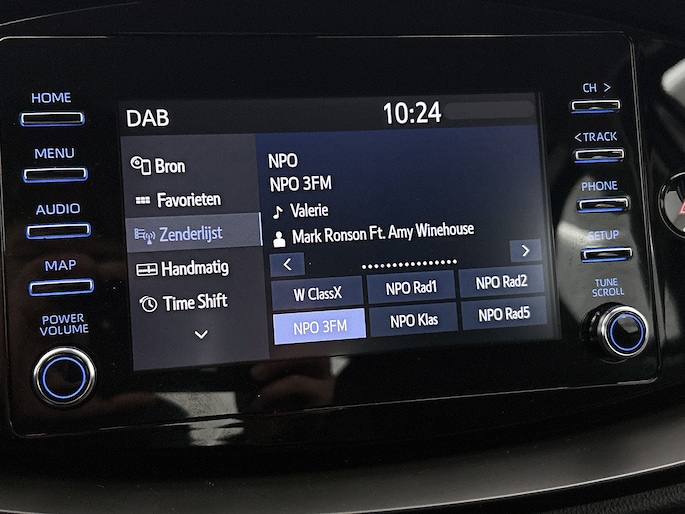 HOME
MENU
AUDIO
MAP
POWER
VOLUME
DAB
10:24
Bron
Favorieten
Zenderlijst
Handmatig
Time Shift
NPO
NPO 3FM
Valerie
Mark Ronson Ft. Amy Winehouse
W ClassX
NPO Rad1
NPO Rad2
NPO 3FM
NPO Klas
NPO Rad5
CH >
< TRACK
PHONE
SETUP
TUNE
SCROLL